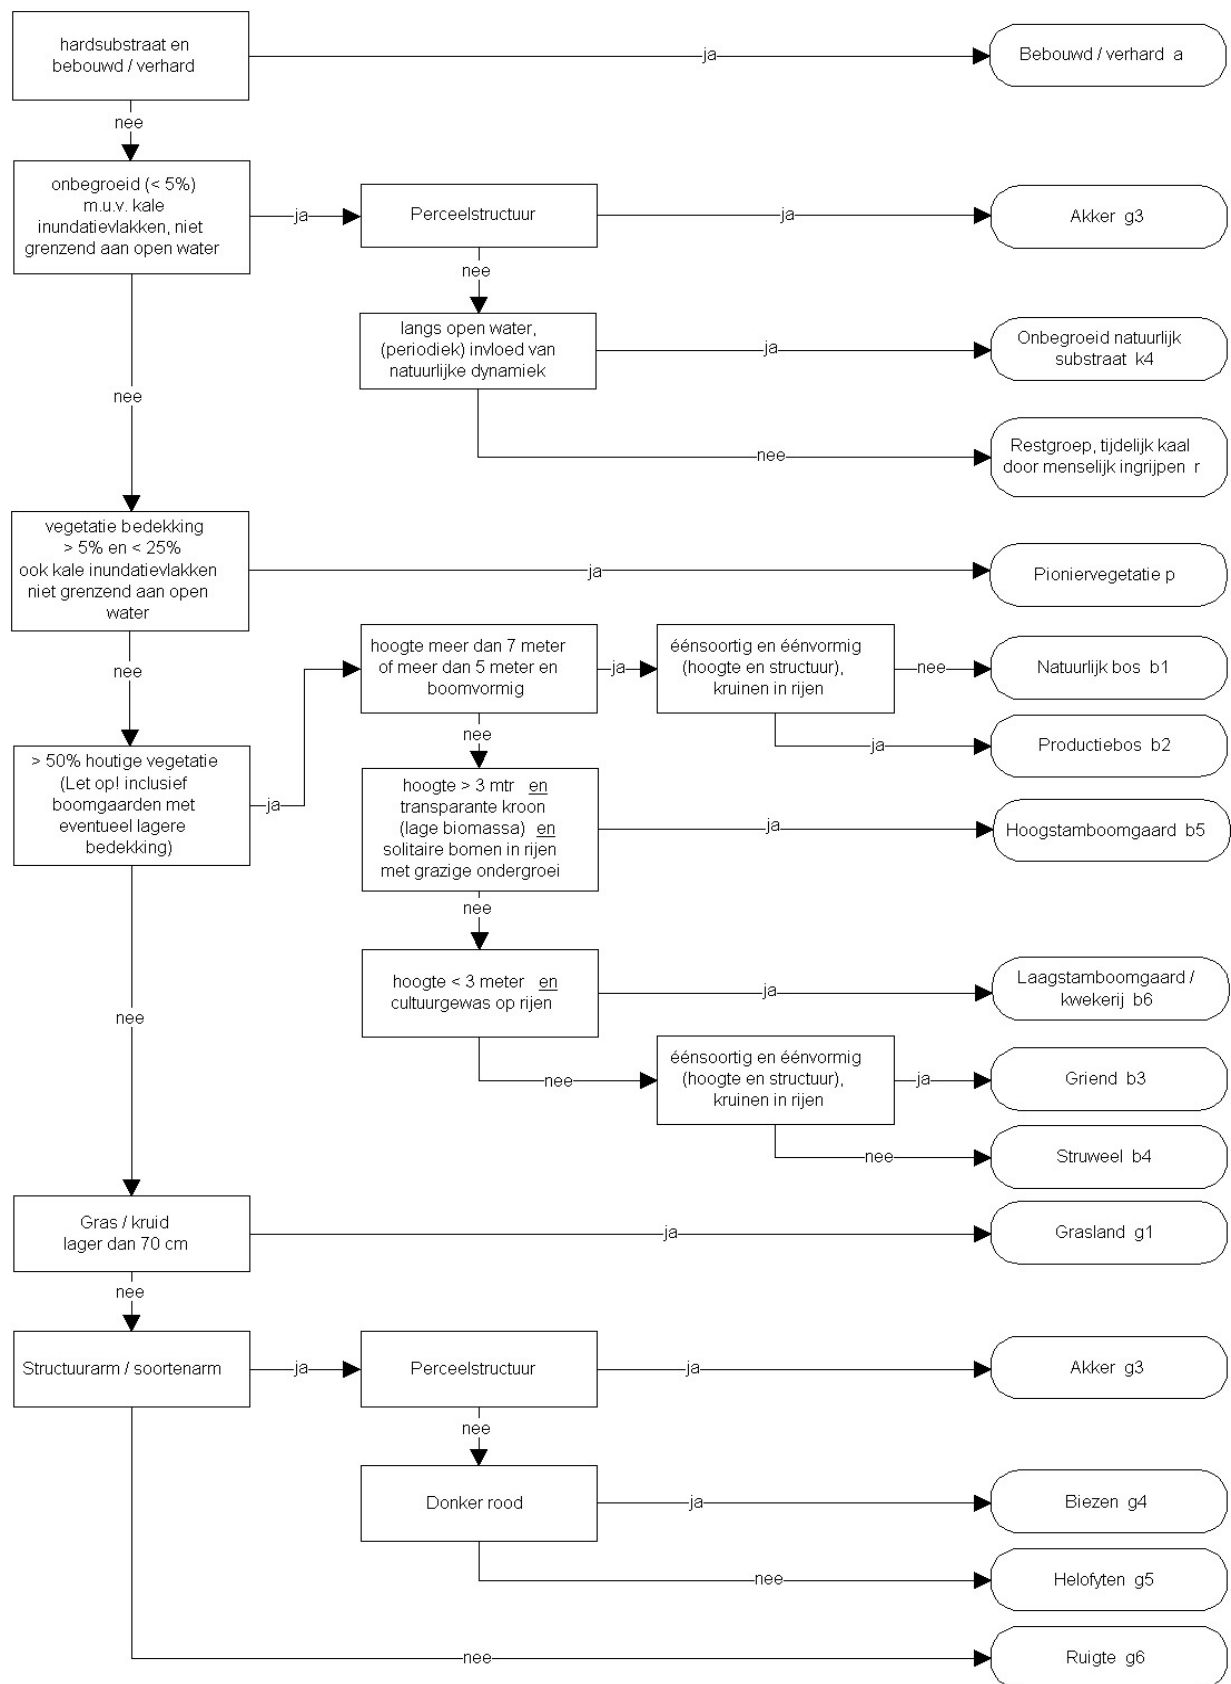 hardsubstraat en
bebouwd / verhard
ja
Bebouwd / verhard a
nee
onbegroeid (< 5%)
m.u.v. kale
inundatievlakken, niet
grenzend aan open water
ja
Perceelstructuur
ja
Akker g3
nee
langs open water,
(periodiek) invloed van
natuurlijke dynamiek
ja
Onbegroeid natuurlijk
substraat k4
nee
nee
Restgroep, tijdelijk kaal
door menselijk ingrijpen r
vegetatie bedekking
> 5% en < 25%
ook kale inundatievlakken
niet grenzend aan open
water
ja
Pioniervegetatie p
nee
hoogte meer dan 7 meter
of meer dan 5 meter en
boomvormig
ja
éénsoortig en éénvormig
(hoogte en structuur),
kruinen in rijen
nee
Natuurlijk bos b1
nee
ja
Productiebos b2
> 50% houtige vegetatie
(Let op! inclusief
boomgaarden met
eventueel lagere
bedekking)
ja
hoogte > 3 mtr en
transparante kroon
(lage biomassa) en
solitaire bomen in rijen
met grazige ondergroei
ja
Hoogstamboomgaard b5
nee
hoogte < 3 meter en
cultuurgewas op rijen
ja
Laagstamboomgaard /
kwekerij b6
nee
nee
éénsoortig en éénvormig
(hoogte en structuur),
kruinen in rijen
ja
Griend b3
nee
Struweel b4
Gras / kruid
lager dan 70 cm
ja
Grasland g1
nee
Structuurarm / soortenarm
ja
Perceelstructuur
ja
Akker g3
nee
Donker rood
ja
Biezen g4
nee
Helofyten g5
nee
Ruigte g6